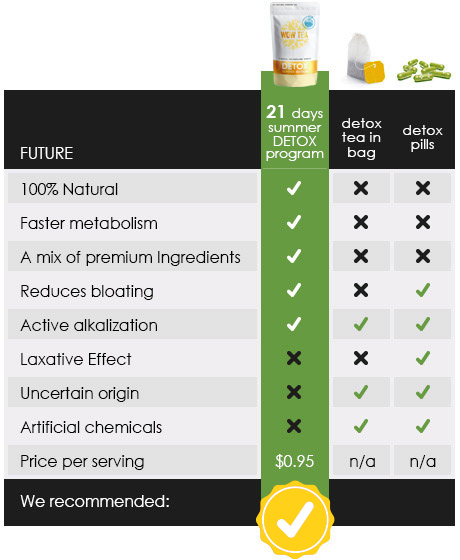 WOW TEA
DETOX
21 days
summer
DETOX
program
detox
tea in
bag
detox
pills
FUTURE
100% Natural
Faster metabolism
A mix of premium Ingredients
Reduces bloating
Active alkalization
Laxative Effect
Uncertain origin
Artificial chemicals
Price per serving $0.95 n/a n/a
We recommended: